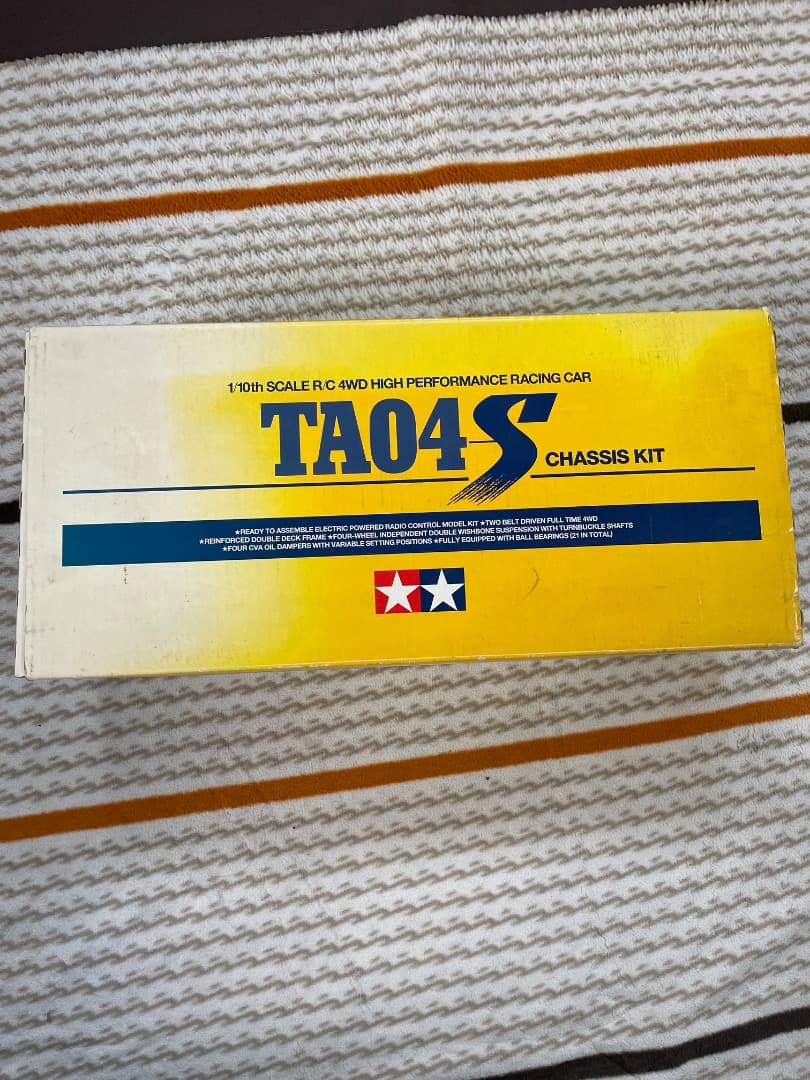 1/10th SCALE R/C 4WD HIGH PERFORMANCE RACING CAR
TA04-S CHASSIS KIT
★READY TO ASSEMBLE ELECTRIC POWERED RADIO CONTROL MODEL KIT ★TWO BELT DRIVEN FULL TIME 4WD
★REINFORCED DOUBLE DECK FRAME ★FOUR-WHEEL INDEPENDENT DOUBLE WISHBONE SUSPENSION WITH TURNBUCKLE SHAFTS
★FOUR CVA OIL DAMPERS WITH VARIABLE SETTING POSITIONS ★FULLY EQUIPPED WITH BALL BEARINGS (21 IN TOTAL)